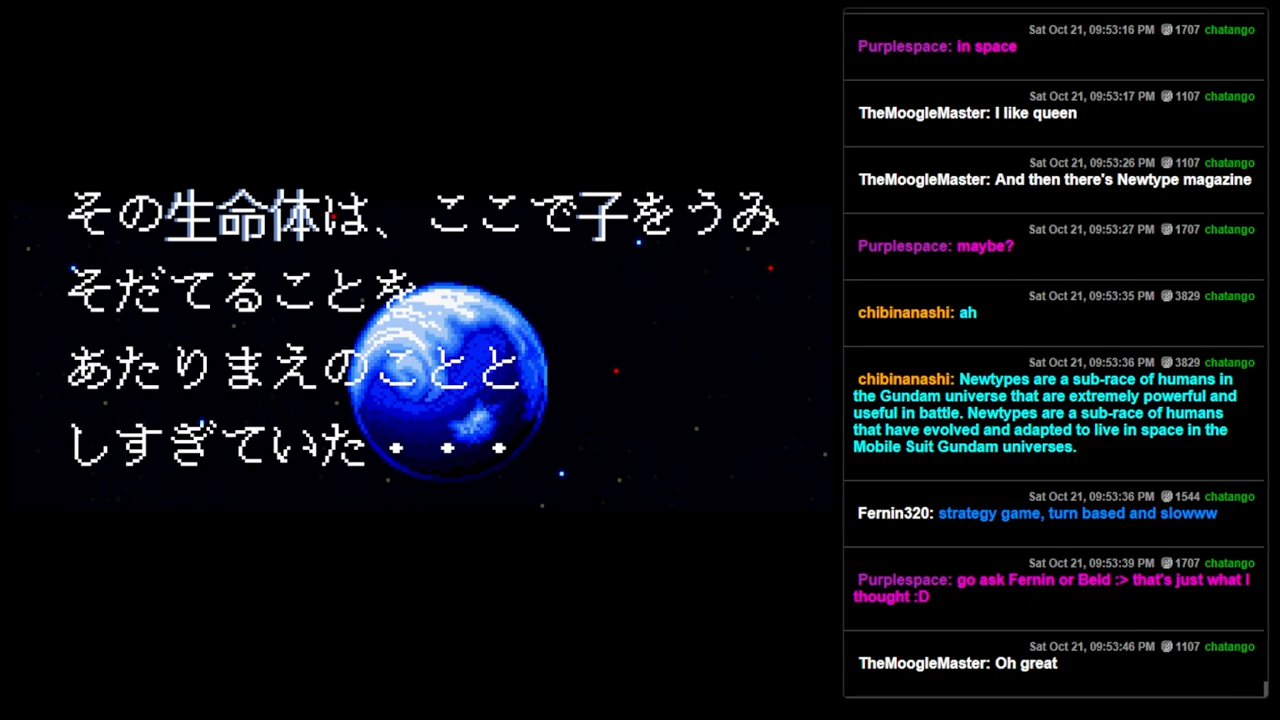 その生命体は、 ここで子をうみ
そだてることを
あたりまえのことと
しすぎていた・・・
Sat Oct 21, 09:53:16 PM 1707 chatango
Purplespace: in space
Sat Oct 21, 09:53:17 PM 1107 chatango
TheMoogleMaster: I like queen
Sat Oct 21, 09:53:26 PM 1107 chatango
TheMoogleMaster: And then there's Newtype magazine
Sat Oct 21, 09:53:27 PM 1707 chatango
Purplespace: maybe?
Sat Oct 21, 09:53:35 PM 3829 chatango
chibinanashi: ah
Sat Oct 21, 09:53:36 PM 3829 chatango
chibinanashi: Newtypes are a sub-race of humans in
the Gundam universe that are extremely powerful and
useful in battle. Newtypes are a sub-race of humans
that have evolved and adapted to live in space in the
Mobile Suit Gundam universes.
Sat Oct 21, 09:53:36 PM 1544 chatango
Fernin320: strategy game, turn based and slowww
Sat Oct 21, 09:53:39 PM 1707 chatango
Purplespace: go ask Fernin or Beld :> that's just what I
thought :D
Sat Oct 21, 09:53:46 PM 1107 chatango
TheMoogleMaster: Oh great